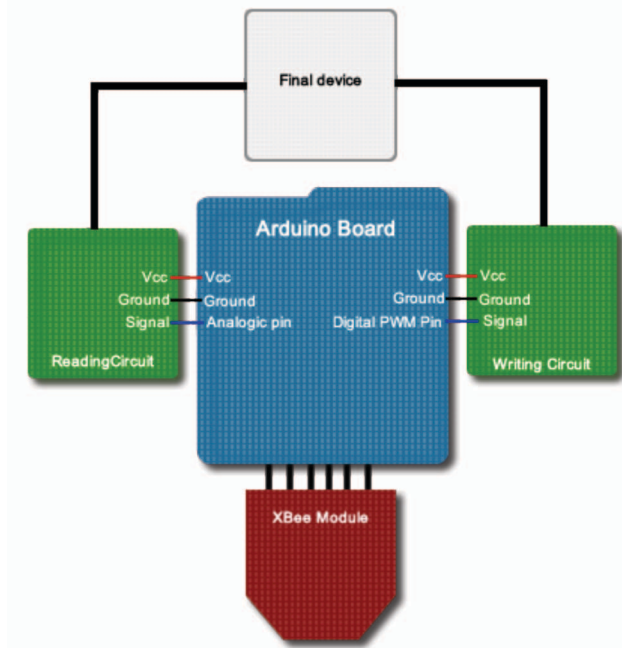 Final device
Arduino Board
Vcc Vcc
Ground Ground
Signal Analogic pin
ReadingCircuit
Vcc Vcc
Ground Ground
Digital PWM Pin Signal
Writing Circuit
XBee Module